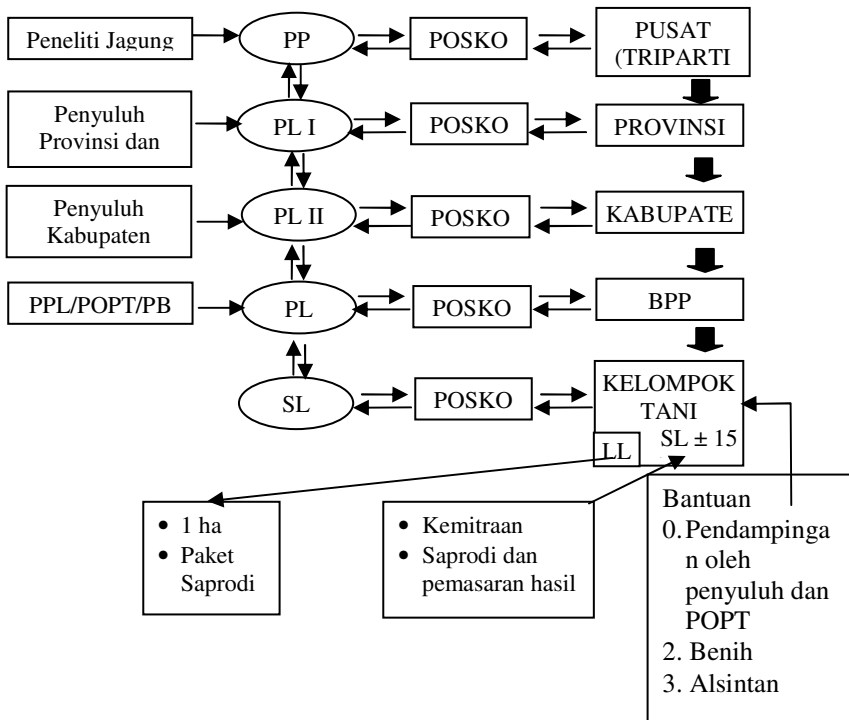 Peneliti Jagung
PP
POSKO
PUSAT
(TRIPARTI
Penyuluh
Provinsi dan
PL I
POSKO
PROVINSI
Penyuluh
Kabupaten
PL II
POSKO
KABUPATE
PPL/POPT/PB
PL
POSKO
BPP
SL
POSKO
KELOMPOK
TANI
SL ± 15
LL
• 1 ha
• Paket
Saprodi
• Kemitraan
• Saprodi dan
pemasaran hasil
Bantuan
0. Pendampinga
n oleh
penyuluh dan
POPT
2. Benih
3. Alsintan